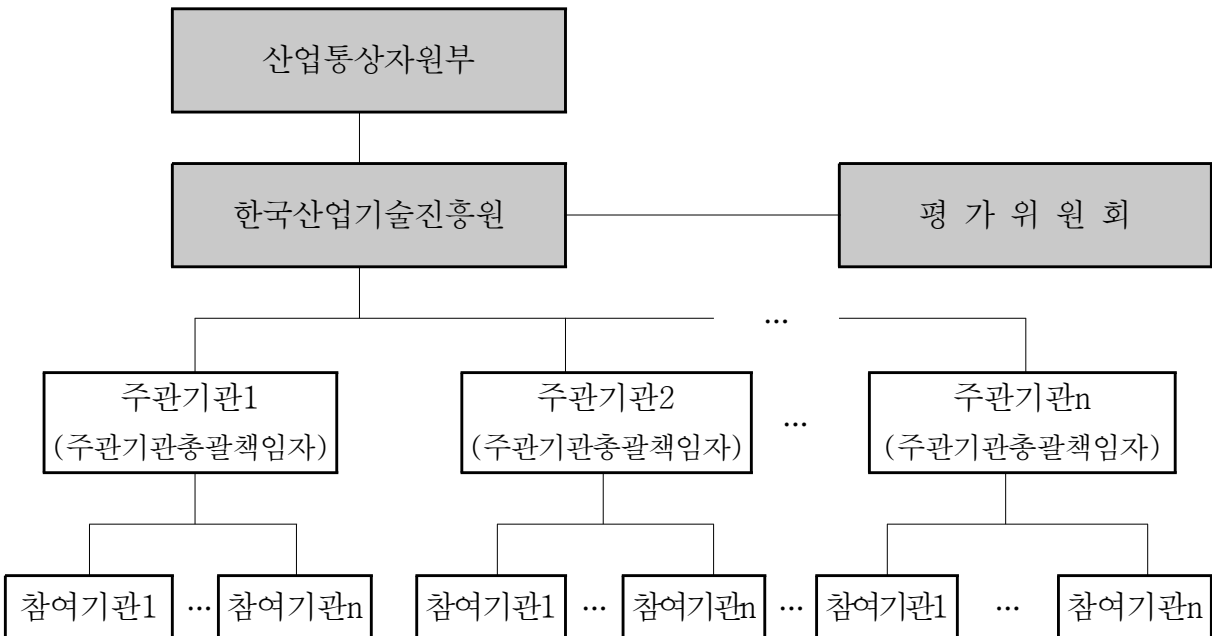 산업통상자원부
한국산업기술진흥원
평 가 위 원 회
...
주관기관1
(주관기관총괄책임자)
주관기관2
(주관기관총괄책임자)
...
주관기관n
(주관기관총괄책임자)
참여기관1 ... 참여기관n
참여기관1 ... 참여기관n ... 참여기관1 ... 참여기관n